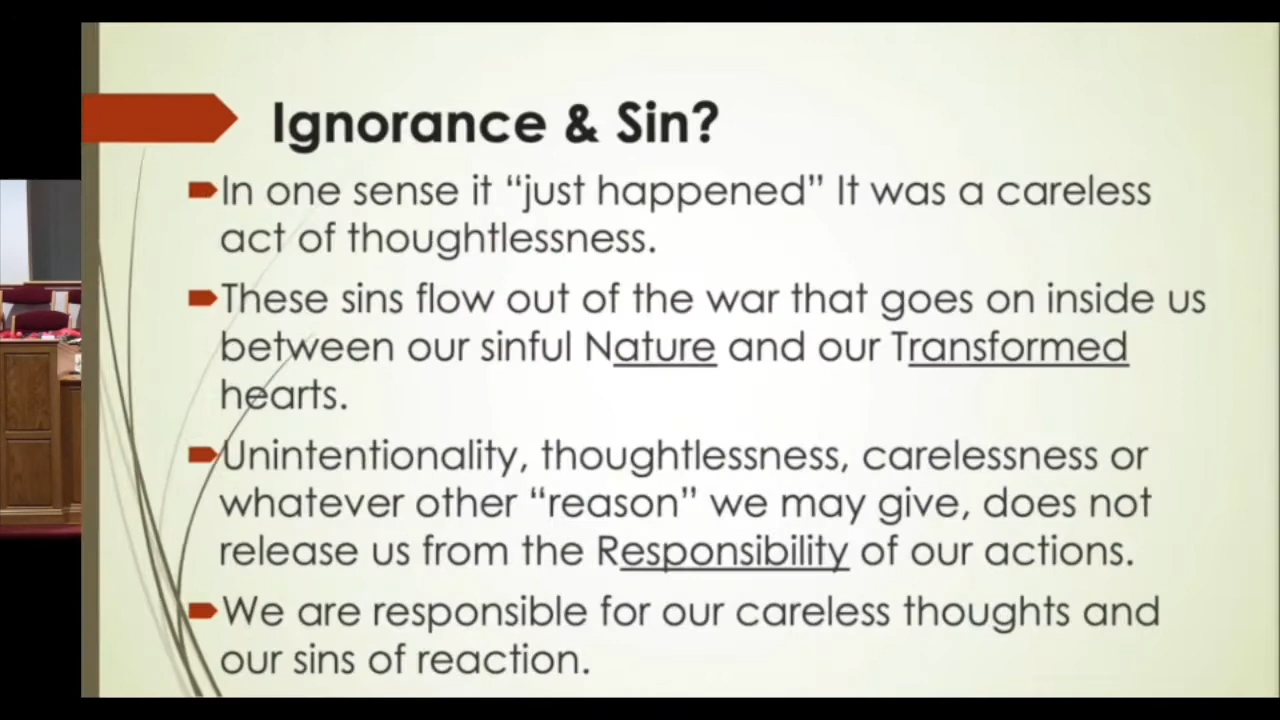 Ignorance & Sin?
In one sense it “just happened” It was a careless
act of thoughtlessness.
These sins flow out of the war that goes on inside us
between our sinful Nature and our Transformed
hearts.
Unintentionality, thoughtlessness, carelessness or
whatever other “reason” we may give, does not
release us from the Responsibility of our actions.
We are responsible for our careless thoughts and
our sins of reaction.